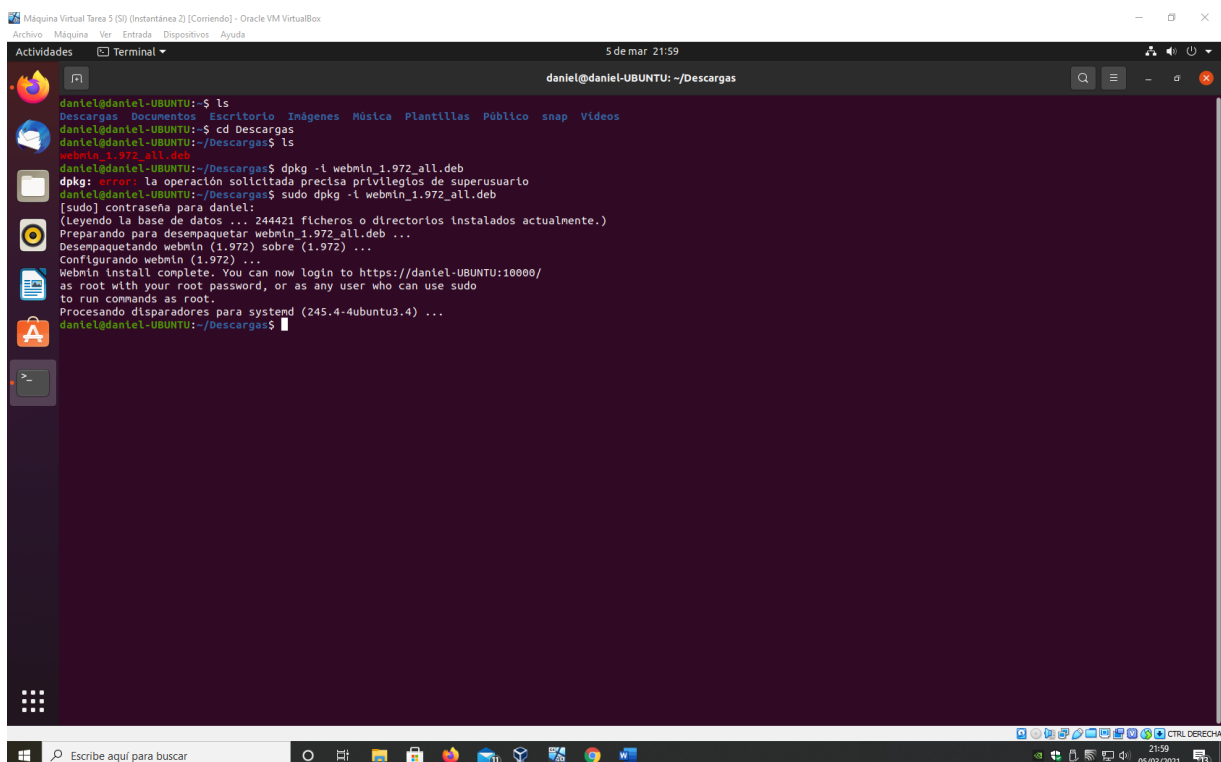 Máquina Virtual Tarea 5 (SI) (Instantánea 2) [Corriendo] - Oracle VM VirtualBox
Archivo Máquina Ver Entrada Dispositivos Ayuda
Actividades Terminal 5 de mar 21:59
daniel@daniel-UBUNTU: ~/Descargas
daniel@daniel-UBUNTU:~$ ls
Descargas Documentos Escritorio Imágenes Música Plantillas Público snap Vídeos
daniel@daniel-UBUNTU:~$ cd Descargas
daniel@daniel-UBUNTU:~/Descargas$ ls
webmin_1.972_all.deb
daniel@daniel-UBUNTU:~/Descargas$ dpkg -i webmin_1.972_all.deb
dpkg: error: la operación solicitada precisa privilegios de superusuario
daniel@daniel-UBUNTU:~/Descargas$ sudo dpkg -i webmin_1.972_all.deb
[sudo] contraseña para daniel:
(Leyendo la base de datos ... 244421 ficheros o directorios instalados actualmente.)
Preparando para desempaquetar webmin_1.972_all.deb ...
Desempaquetando webmin (1.972) sobre (1.972) ...
Configurando webmin (1.972) ...
Webmin install complete. You can now login to https://daniel-UBUNTU:10000/
as root with your root password, or as any user who can use sudo
to run commands as root.
Procesando disparadores para systemd (245.4-4ubuntu3.4) ...
daniel@daniel-UBUNTU:~/Descargas$
CTRL DERECHA
Escribe aquí para buscar
21:59
05/03/2021